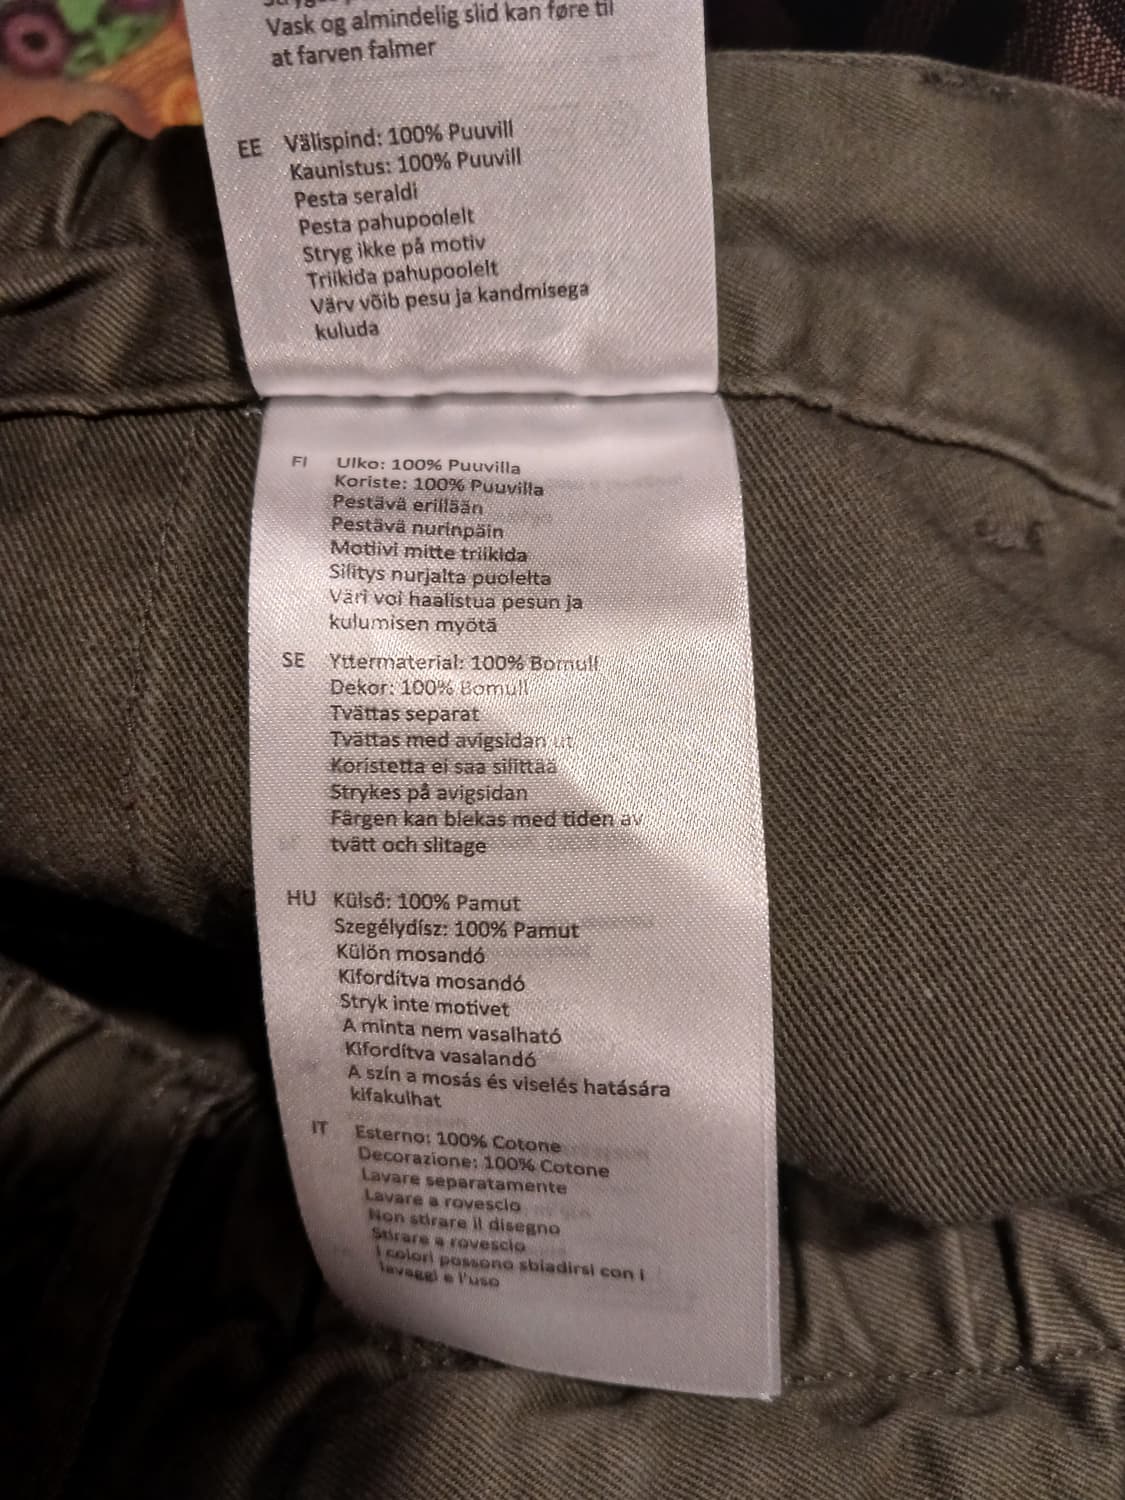 Vask og almindelig slid kan føre til
at farven falmer
EE Välispind: 100% Puuvill
Kaunistus: 100% Puuvill
Pesta seraldi
Pesta pahupoolelt
Stryg ikke på motiv
Triikida pahupoolelt
Värv võib pesu ja kandmisega
kuluda
FI Ulko: 100% Puuvilla
Koriste: 100% Puuvilla
Pestävä erillään
Pestävä nurinpäin
Motiivi mitte triikida
Silitys nurjalta puolelta
Väri voi haalistua pesun ja
kulumisen myötä
SE Yttermaterial: 100% Bomull
Dekor: 100% Bomull
Tvättas separat
Tvättas med avigsidan ut
Koristetta ei saa silittää
Strykes på avigsidan
Färgen kan blekas med tiden av
tvätt och slitage
HU Külső: 100% Pamut
Szegélydísz: 100% Pamut
Külön mosandó
Kifordítva mosandó
Stryk inte motivet
A minta nem vasalható
Kifordítva vasalandó
A szín a mosás és viselés hatására
kifakulhat
IT Esterno: 100% Cotone
Decorazione: 100% Cotone
Lavare separatamente
Lavare a rovescio
Non stirare il disegno
Stirare a rovescio
I colori possono sbiadirsi con i
lavaggi e l'uso